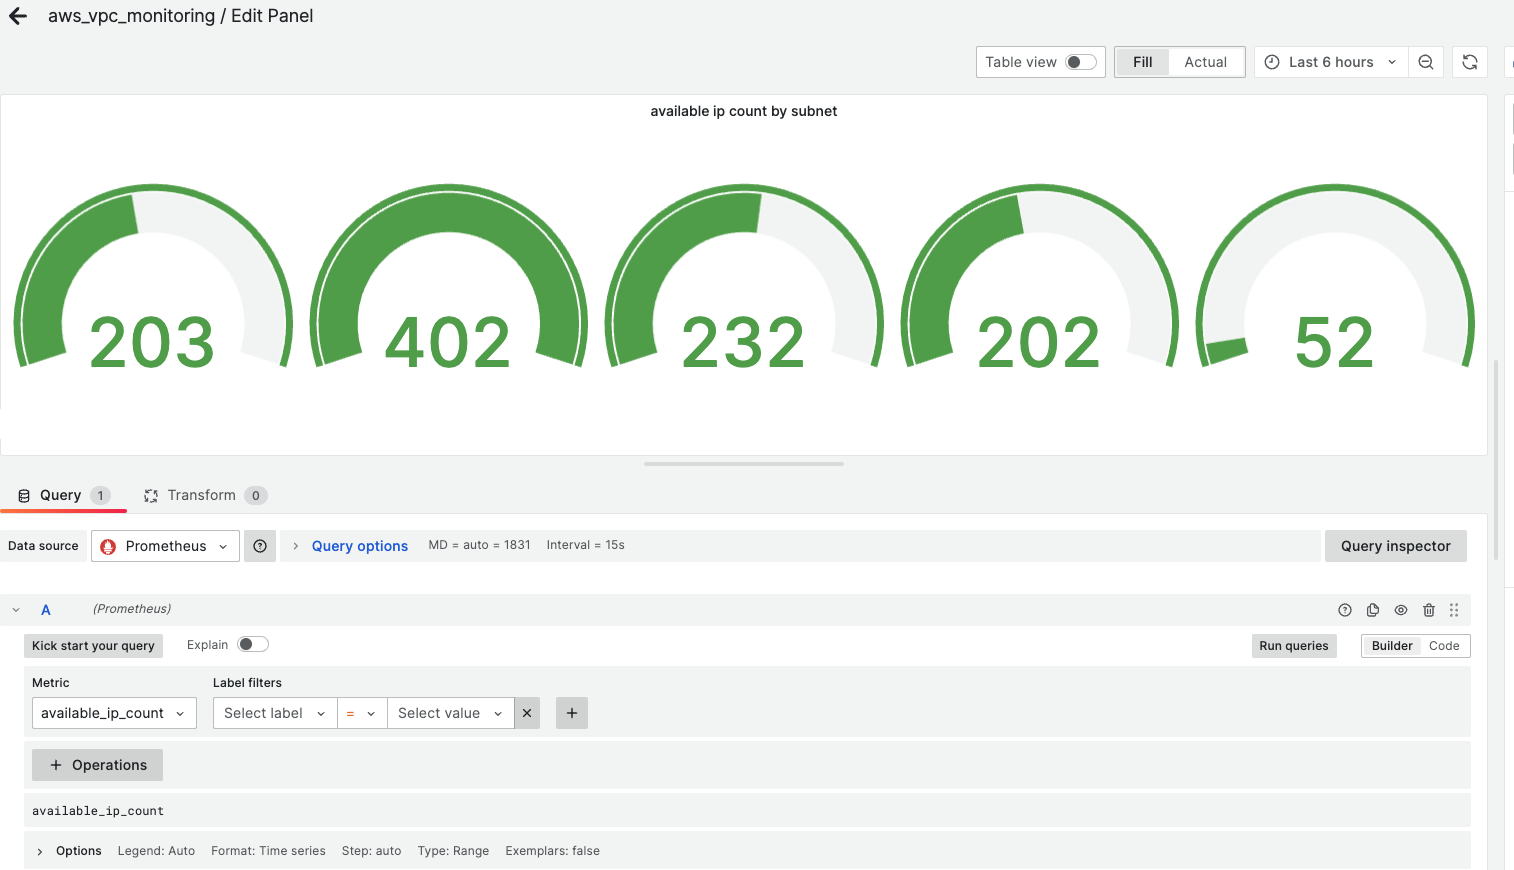 aws_vpc_monitoring / Edit Panel
Table view Fill Actual Last 6 hours
available ip count by subnet
203 402 232 202 52
Query 1 Transform 0
Data source Prometheus Query options MD = auto = 1831 Interval = 15s Query inspector
A (Prometheus)
Kick start your query Explain Run queries Builder Code
Metric Label filters
available_ip_count Select label = Select value
+ Operations
available_ip_count
Options Legend: Auto Format: Time series Step: auto Type: Range Exemplars: false